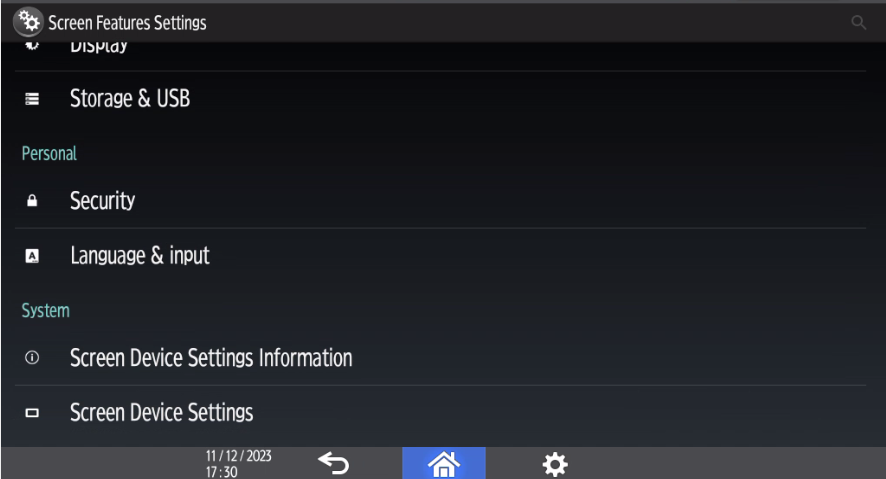 Screen Features Settings
Display
Storage & USB
Personal
Security
Language & input
System
Screen Device Settings Information
Screen Device Settings
11 / 12 / 2023
17 : 30